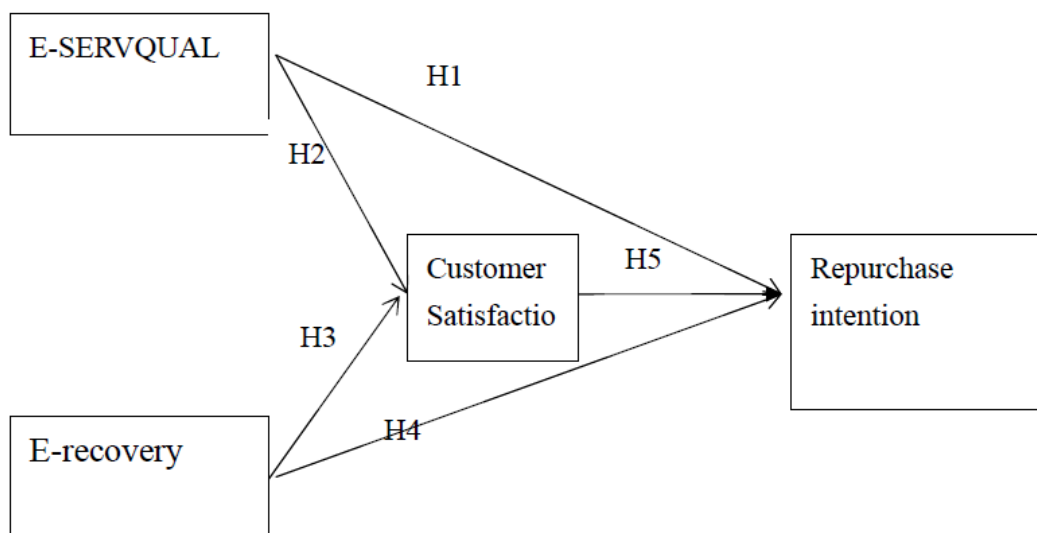 E-SERVQUAL
H1
H2
Customer
Satisfactio
H5
Repurchase
intention
H3
H4
E-recovery